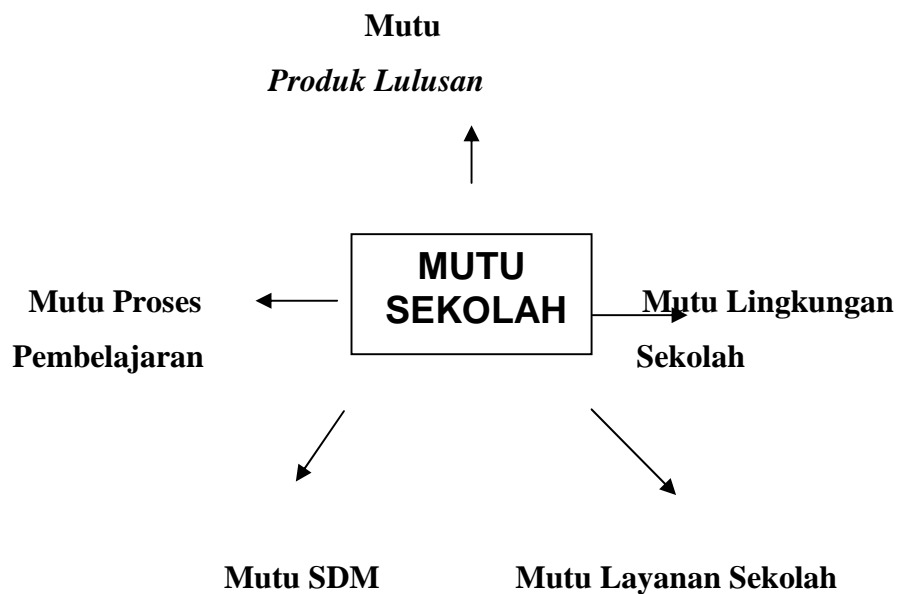 Mutu
Produk Lulusan
MUTU
SEKOLAH
Mutu Proses
Pembelajaran
Mutu Lingkungan
Sekolah
Mutu SDM
Mutu Layanan Sekolah